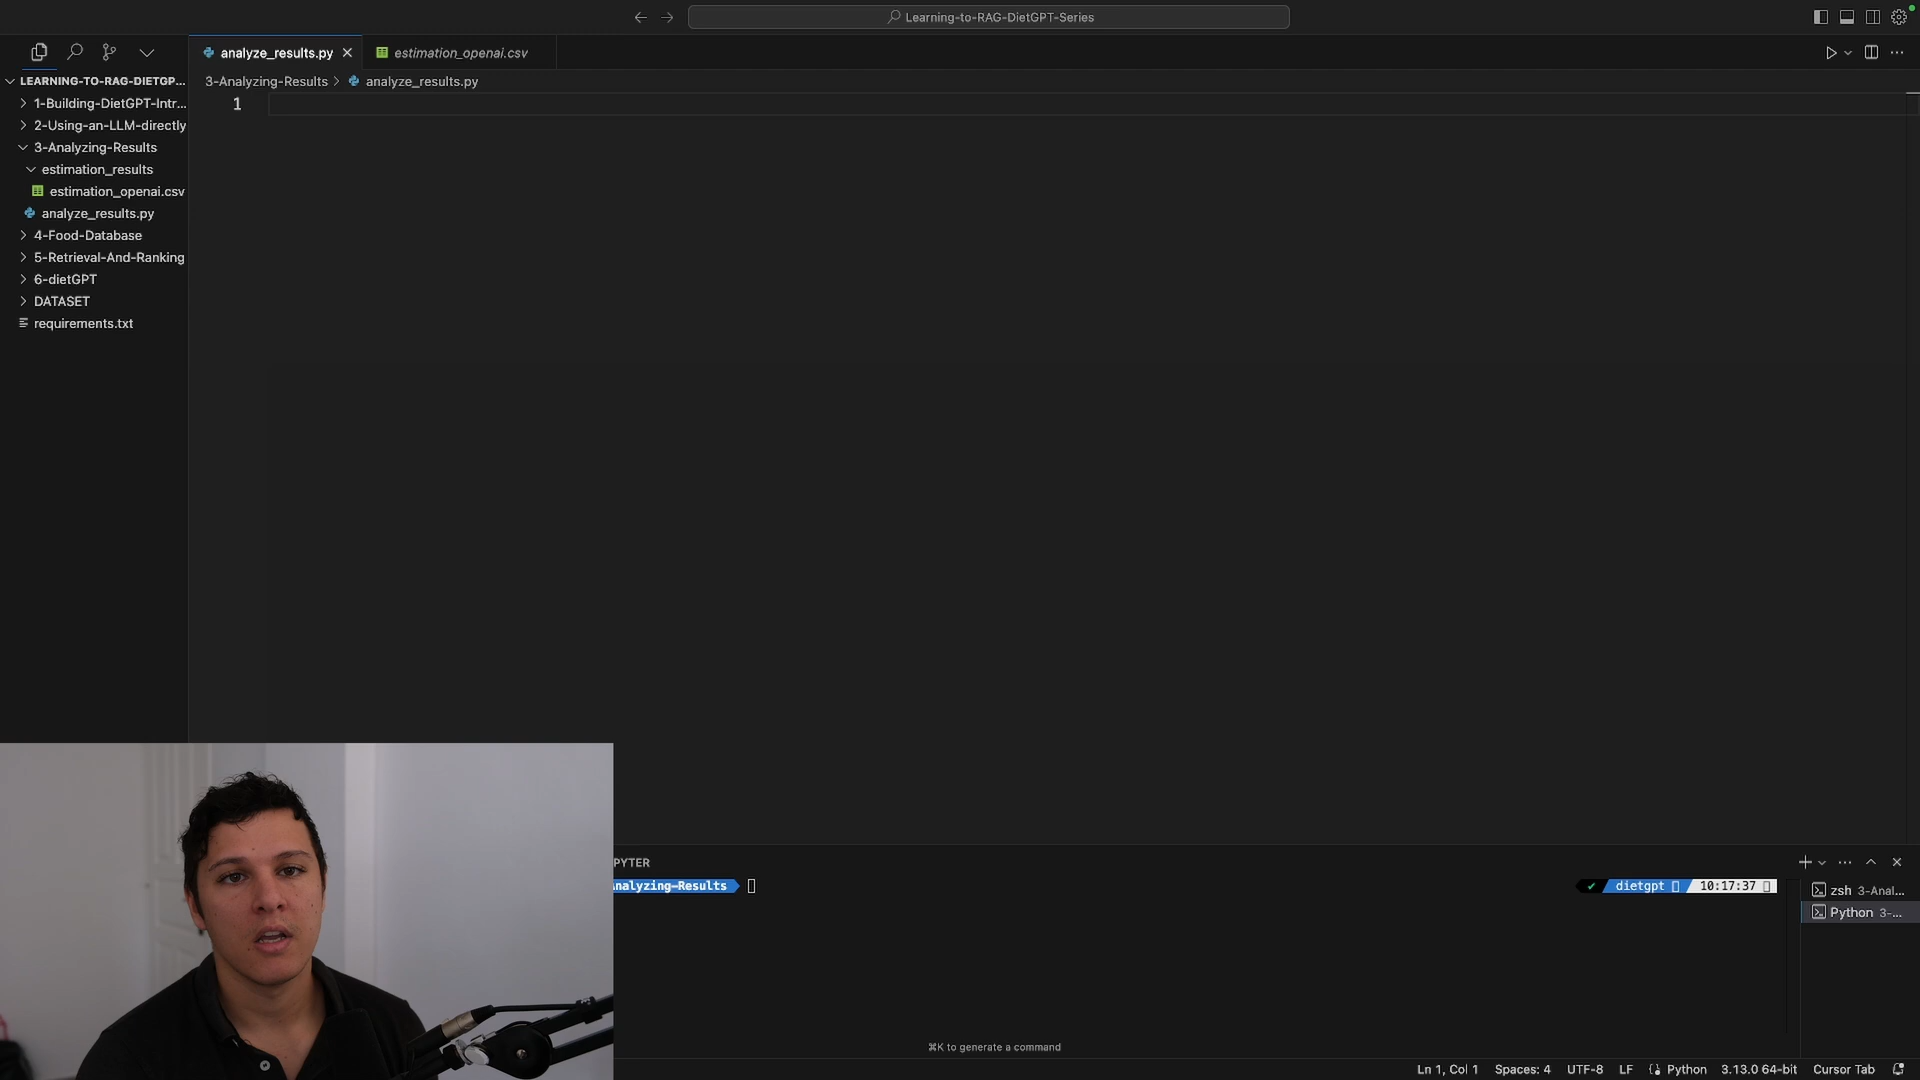 Learning-to-RAG-DietGPT-Series
analyze_results.py
estimation_openai.csv
3-Analyzing-Results
analyze_results.py
LEARNING-TO-RAG-DIETGP...
1-Building-DietGPT-Intr...
2-Using-an-LLM-directly
3-Analyzing-Results
estimation_results
estimation_openai.csv
analyze_results.py
4-Food-Database
5-Retrieval-And-Ranking
6-dietGPT
DATASET
requirements.txt
1
PYTER
nalyzing-Results
dietgpt
10:17:37
zsh 3-Anal...
Python 3-...
⌘K to generate a command
Ln 1, Col 1
Spaces: 4
UTF-8
LF
Python
3.13.0 64-bit
Cursor Tab